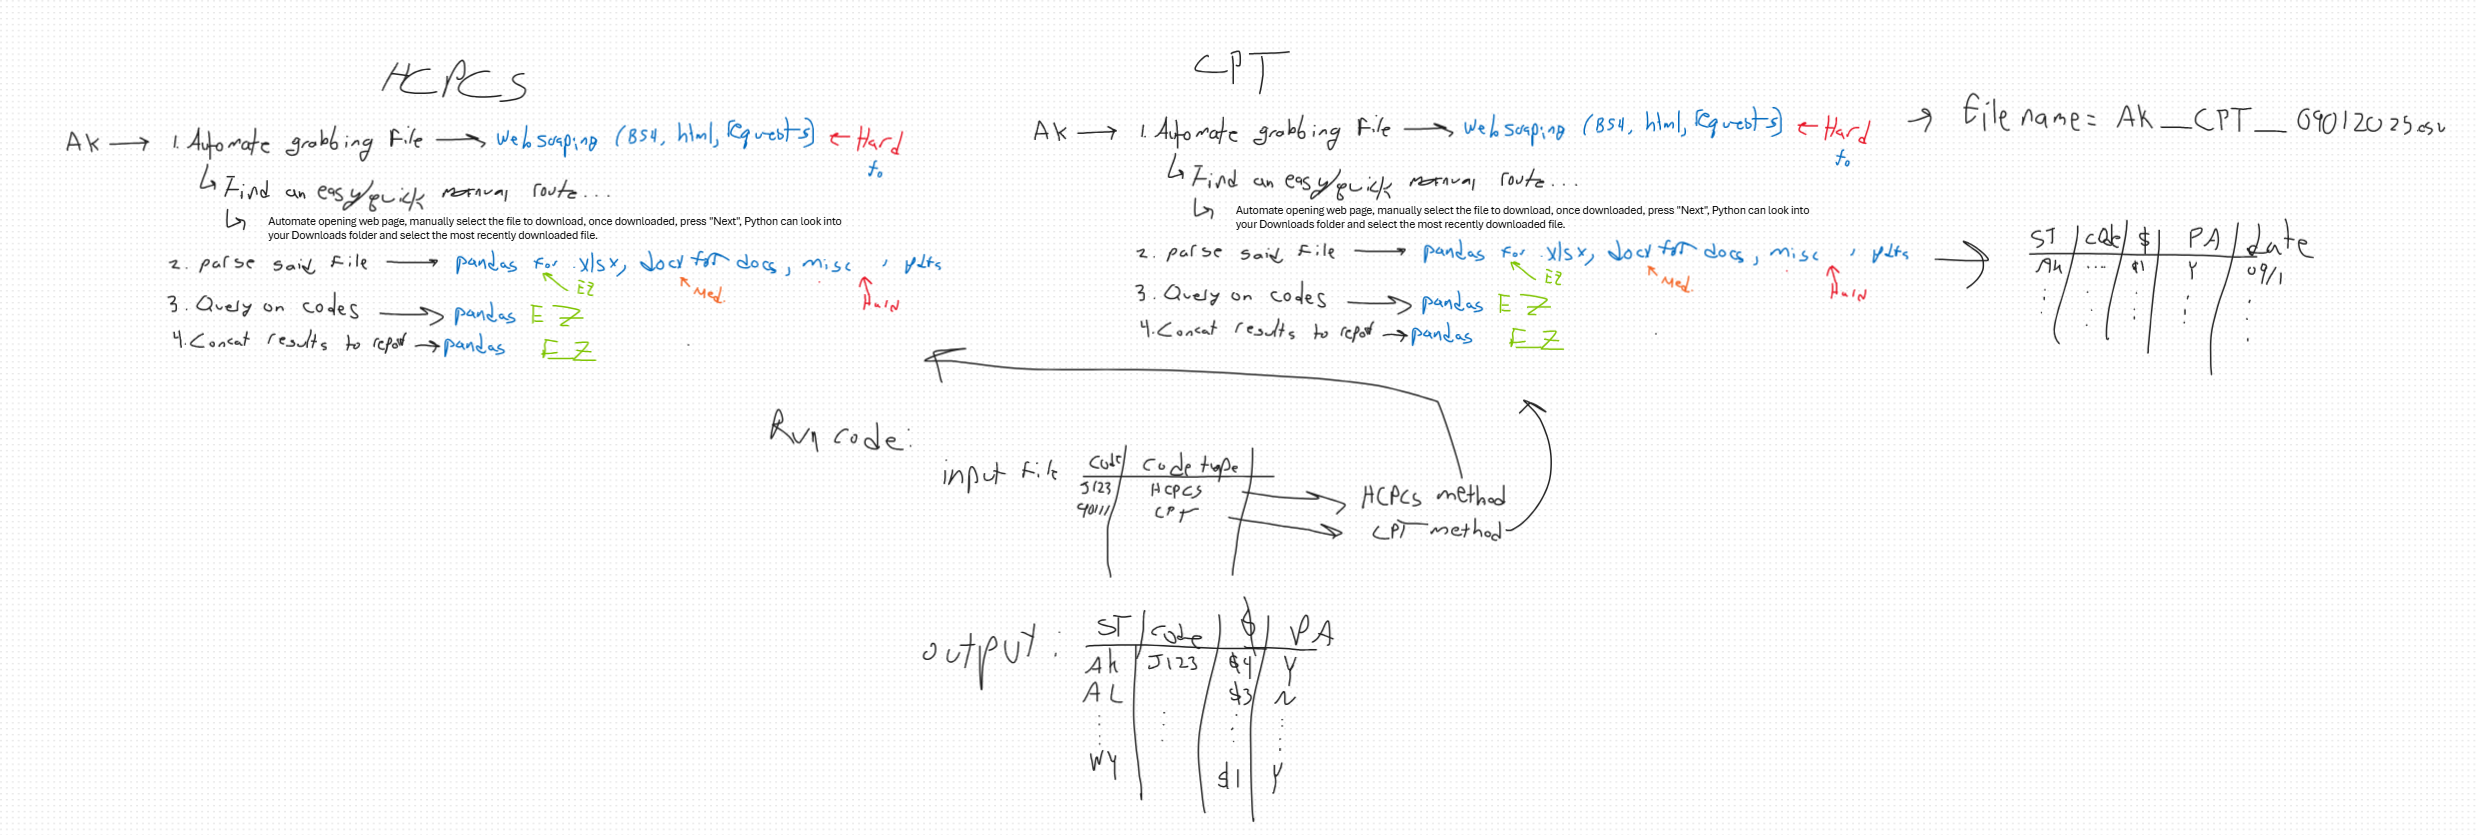 HCPCS
AK → 1. Automate grabbing File → Web scraping (BS4, html, requests) ← Hard
to
↳ Find an easy/quick manual route...
↳ Automate opening web page, manually select the file to download, once downloaded, press "Next", Python can look into
your Downloads folder and select the most recently downloaded file.
2. parse said File → pandas for .xlsx, docx for docs, misc , pdfs
EZ Med. Hard
3. Query on codes → pandas EZ
4. Concat results to report → pandas EZ
CPT
AK → 1. Automate grabbing File → Web scraping (BS4, html, requests) ← Hard
to
↳ Find an easy/quick manual route...
↳ Automate opening web page, manually select the file to download, once downloaded, press "Next", Python can look into
your Downloads folder and select the most recently downloaded file.
2. parse said File → pandas for .xlsx, docx for docs, misc , pdfs
EZ Med. Hard
3. Query on codes → pandas EZ
4. Concat results to report → pandas EZ
→ File name = AK_CPT_09012025.csv
ST code $ PA date
AK .... $1 Y 09/1
Run code:
input file
Code Code type
J123 HCPCS → HCPCS method
90111 CPT → CPT method
output:
ST code $ PA
AK J123 $4 Y
AL $3 N
WY $1 Y